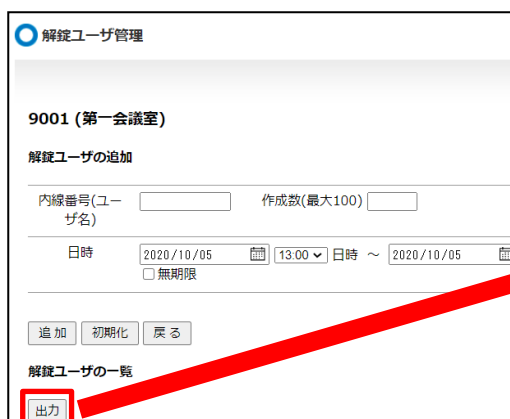 解錠ユーザ管理
9001 (第一会議室)
解錠ユーザの追加
内線番号(ユーザ名) 作成数(最大100)
日時 2020/10/05 13:00 日時 ～ 2020/10/05
無期限
追加 初期化 戻る
解錠ユーザの一覧
出力